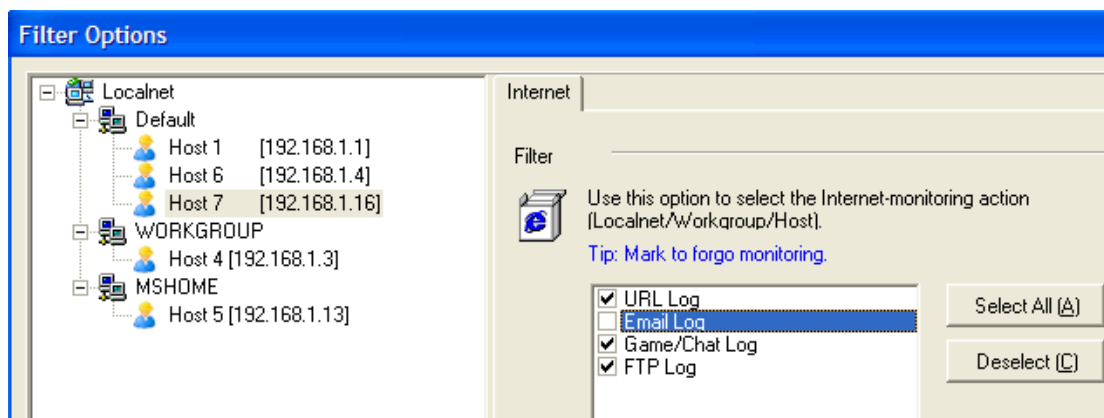 Filter Options
Localnet
Default
Host 1 [192.168.1.1]
Host 6 [192.168.1.4]
Host 7 [192.168.1.16]
WORKGROUP
Host 4 [192.168.1.3]
MSHOME
Host 5 [192.168.1.13]
Internet
Filter
Use this option to select the Internet-monitoring action
(Localnet/Workgroup/Host).
Tip: Mark to forgo monitoring.
URL Log
Email Log
Game/Chat Log
FTP Log
Select All (A)
Deselect (C)